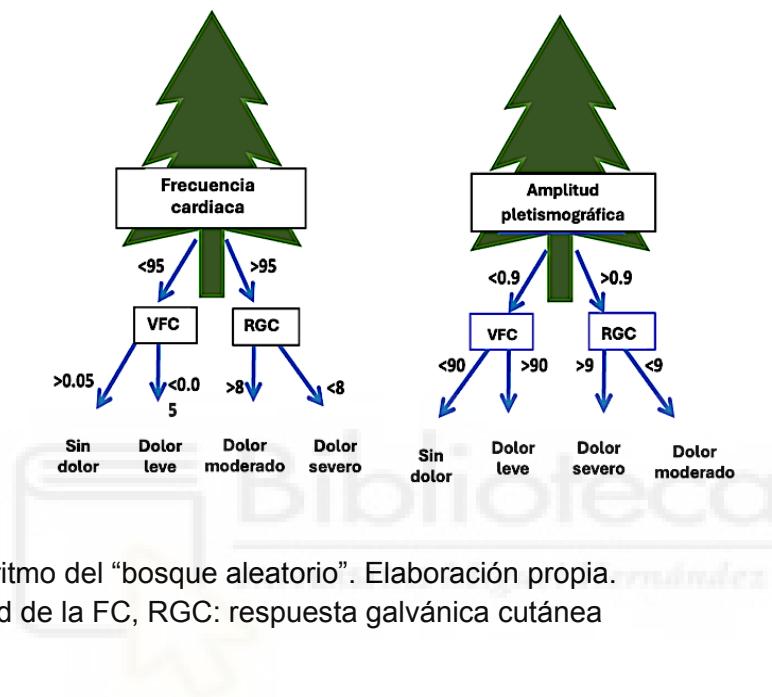 Frecuencia
cardiaca
<95
>95
VFC
RGC
>0.05
<0.0
5
>8
<8
Sin
dolor
Dolor
leve
Dolor
moderado
Dolor
severo
Amplitud
pletismográfica
<0.9
>0.9
VFC
RGC
<90
>90
>9
<9
Sin
dolor
Dolor
leve
Dolor
severo
Dolor
moderado
Biblioteca
itmo del “bosque aleatorio”. Elaboración propia.
d de la FC, RGC: respuesta galvánica cutánea